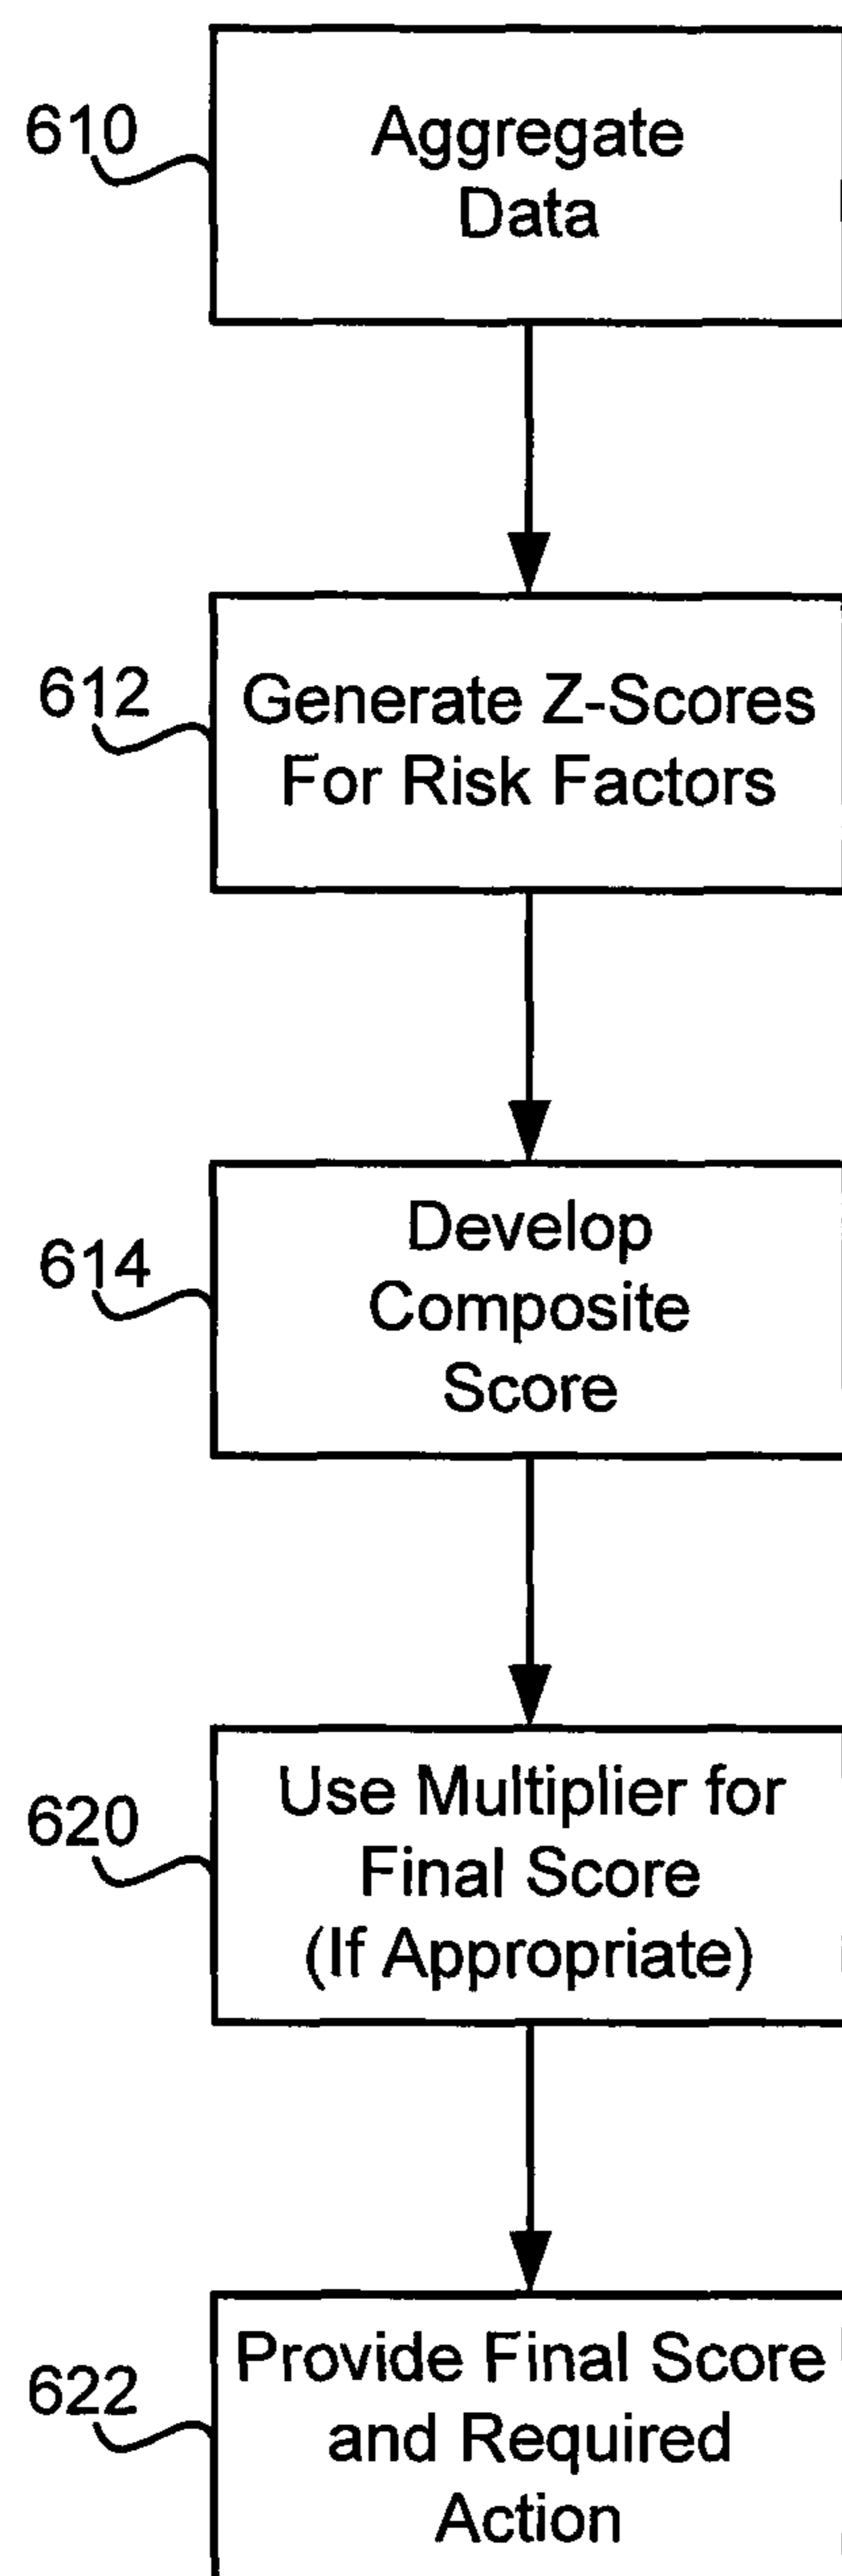 610
Aggregate
Data
612
Generate Z-Scores
For Risk Factors
614
Develop
Composite
Score
620
Use Multiplier for
Final Score
(If Appropriate)
622
Provide Final Score
and Required
Action